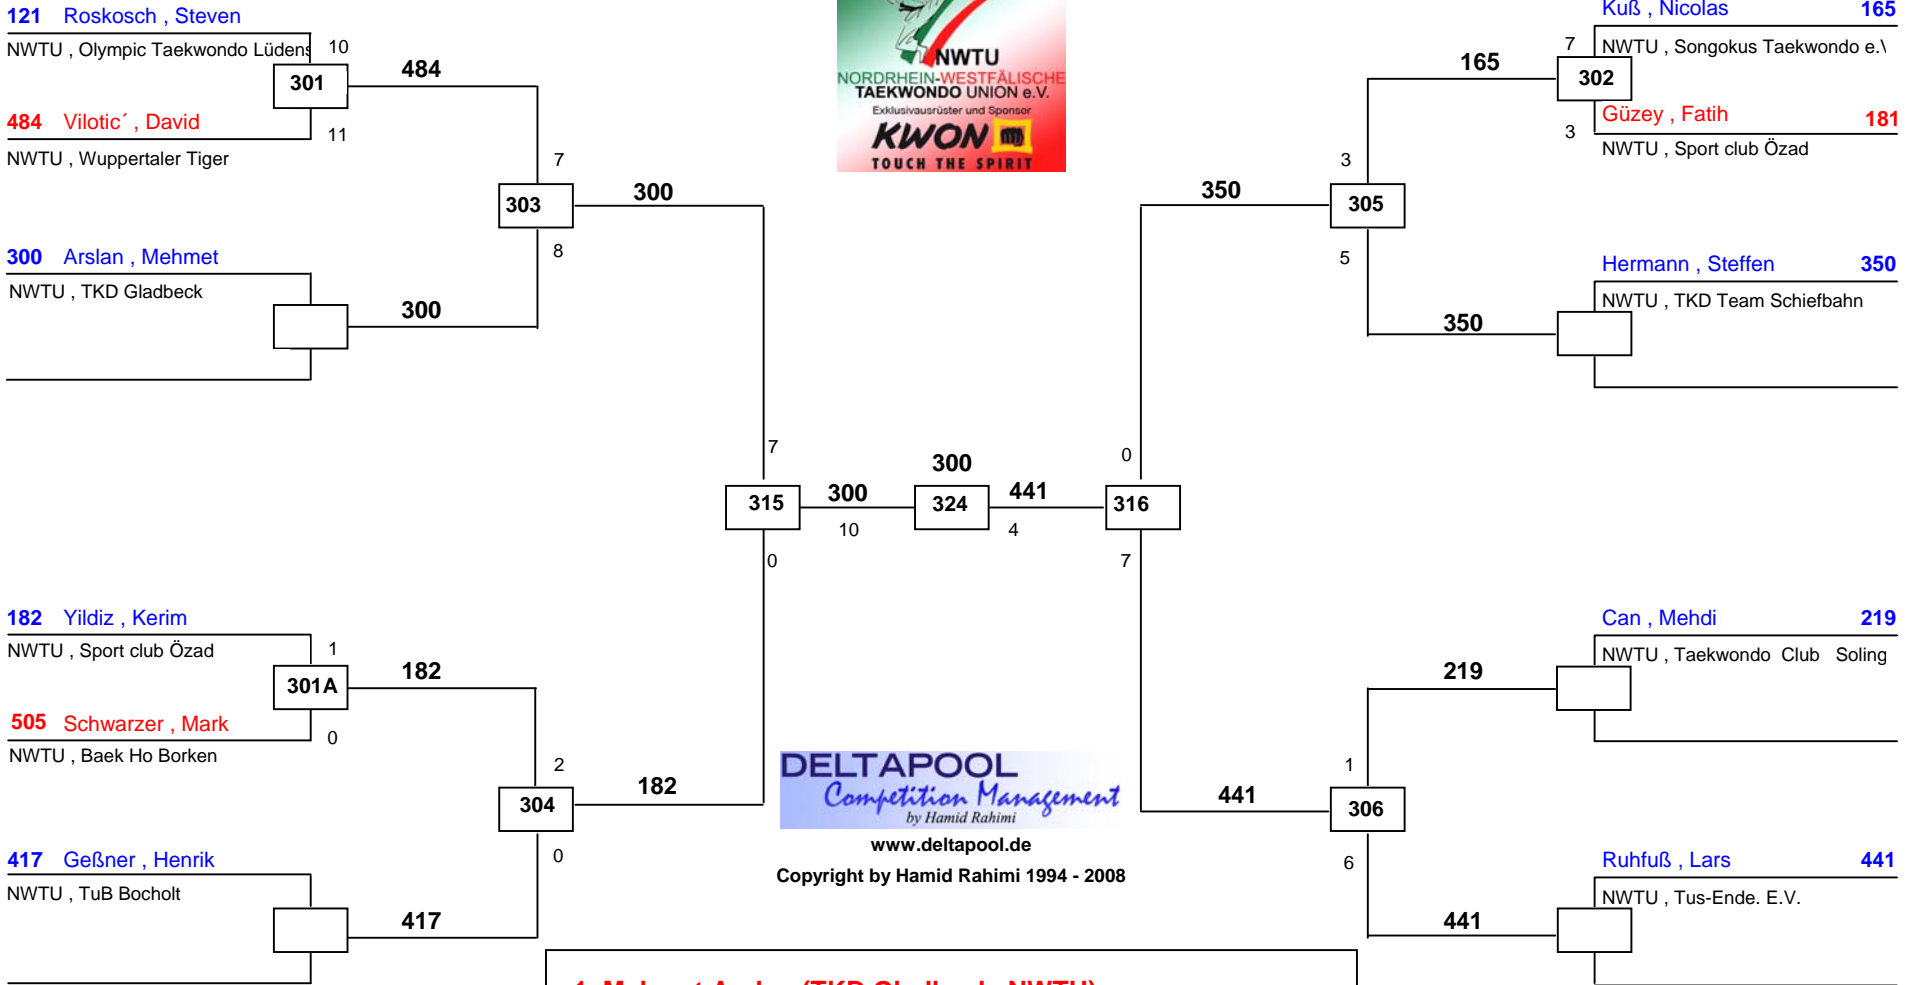 121 Roskosch , Steven
NWTU , Olympic Taekwondo Lüdens
10
301
484
484 Vilotic´ , David
11
NWTU , Wuppertaler Tiger
7
303
300
8
300 Arslan , Mehmet
NWTU , TKD Gladbeck
300
NWTU
NORDRHEIN-WESTFÄLISCHE
TAEKWONDO UNION e.V.
Exklusivausrüster und Sponsor
KWON
TOUCH THE SPIRIT
Kuß , Nicolas 165
7
NWTU , Songokus Taekwondo e.V
165
302
Güzey , Fatih 181
3
NWTU , Sport club Özad
3
350
305
5
Hermann , Steffen 350
NWTU , TKD Team Schiefbahn
350
7
315
0
300
10
300
324
441
4
0
316
7
182 Yildiz , Kerim
NWTU , Sport club Özad
1
301A
182
505 Schwarzer , Mark
0
NWTU , Baek Ho Borken
2
304
182
0
417 Geßner , Henrik
NWTU , TuB Bocholt
417
DELTAPOOL
Competition Management
by Hamid Rahimi
www.deltapool.de
Copyright by Hamid Rahimi 1994 - 2008
Can , Mehdi 219
NWTU , Taekwondo Club Soling
219
1
441
306
6
Ruhfuß , Lars 441
NWTU , Tus-Ende. E.V.
441
1. Mehmet Arslan (TKD Gladbeck, NWTU)